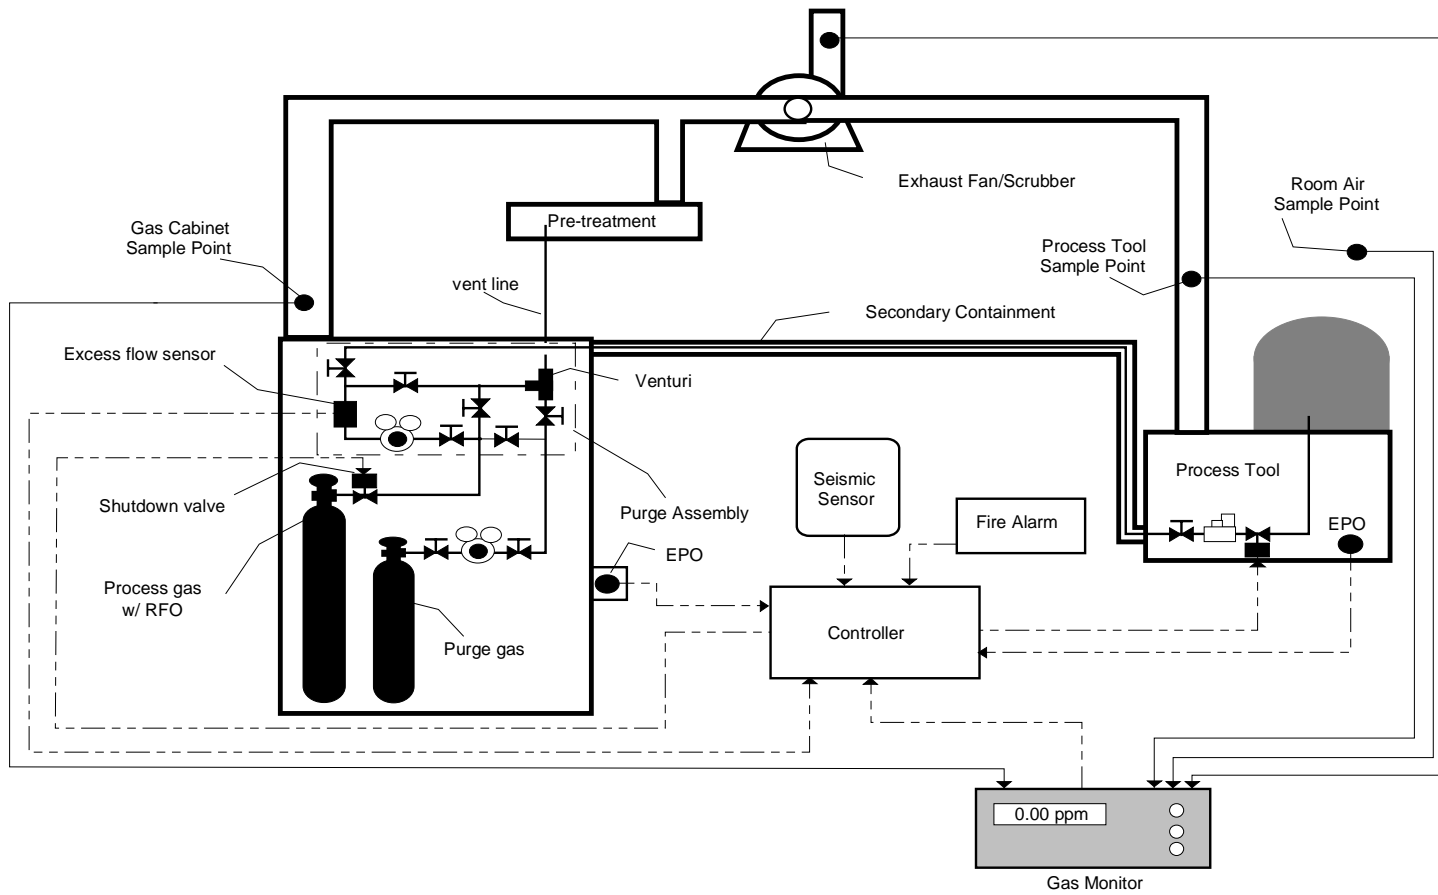 Exhaust Fan/Scrubber
Room Air
Sample Point
Pre-treatment
Gas Cabinet
Sample Point
Process Tool
Sample Point
vent line
Secondary Containment
Excess flow sensor
Venturi
Process Tool
Seismic
Sensor
Shutdown valve
Purge Assembly
Fire Alarm
EPO
EPO
Process gas
w/ RFO
Controller
Purge gas
0.00 ppm
Gas Monitor